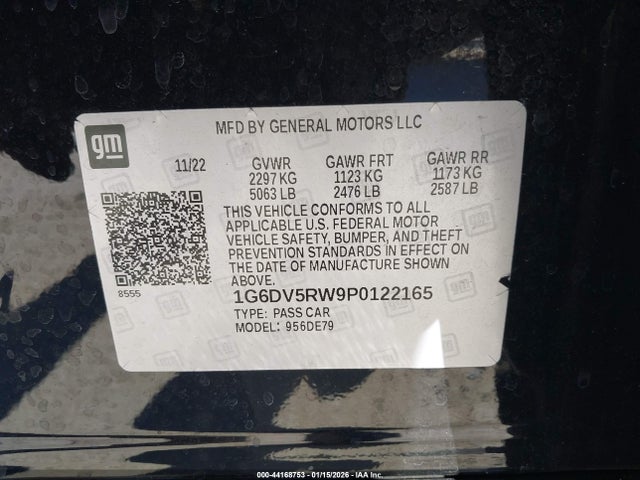 gm
MFD BY GENERAL MOTORS LLC
11/22 GVWR GAWR FRT GAWR RR
2297 KG 1123 KG 1173 KG
5063 LB 2476 LB 2587 LB
THIS VEHICLE CONFORMS TO ALL
APPLICABLE U.S. FEDERAL MOTOR
VEHICLE SAFETY, BUMPER, AND THEFT
PREVENTION STANDARDS IN EFFECT ON
THE DATE OF MANUFACTURE SHOWN
ABOVE.
8555
1G6DV5RW9P0122165
TYPE: PASS CAR
MODEL: 956DE79
000-44168753 - 01/15/2026 - IAA Inc.